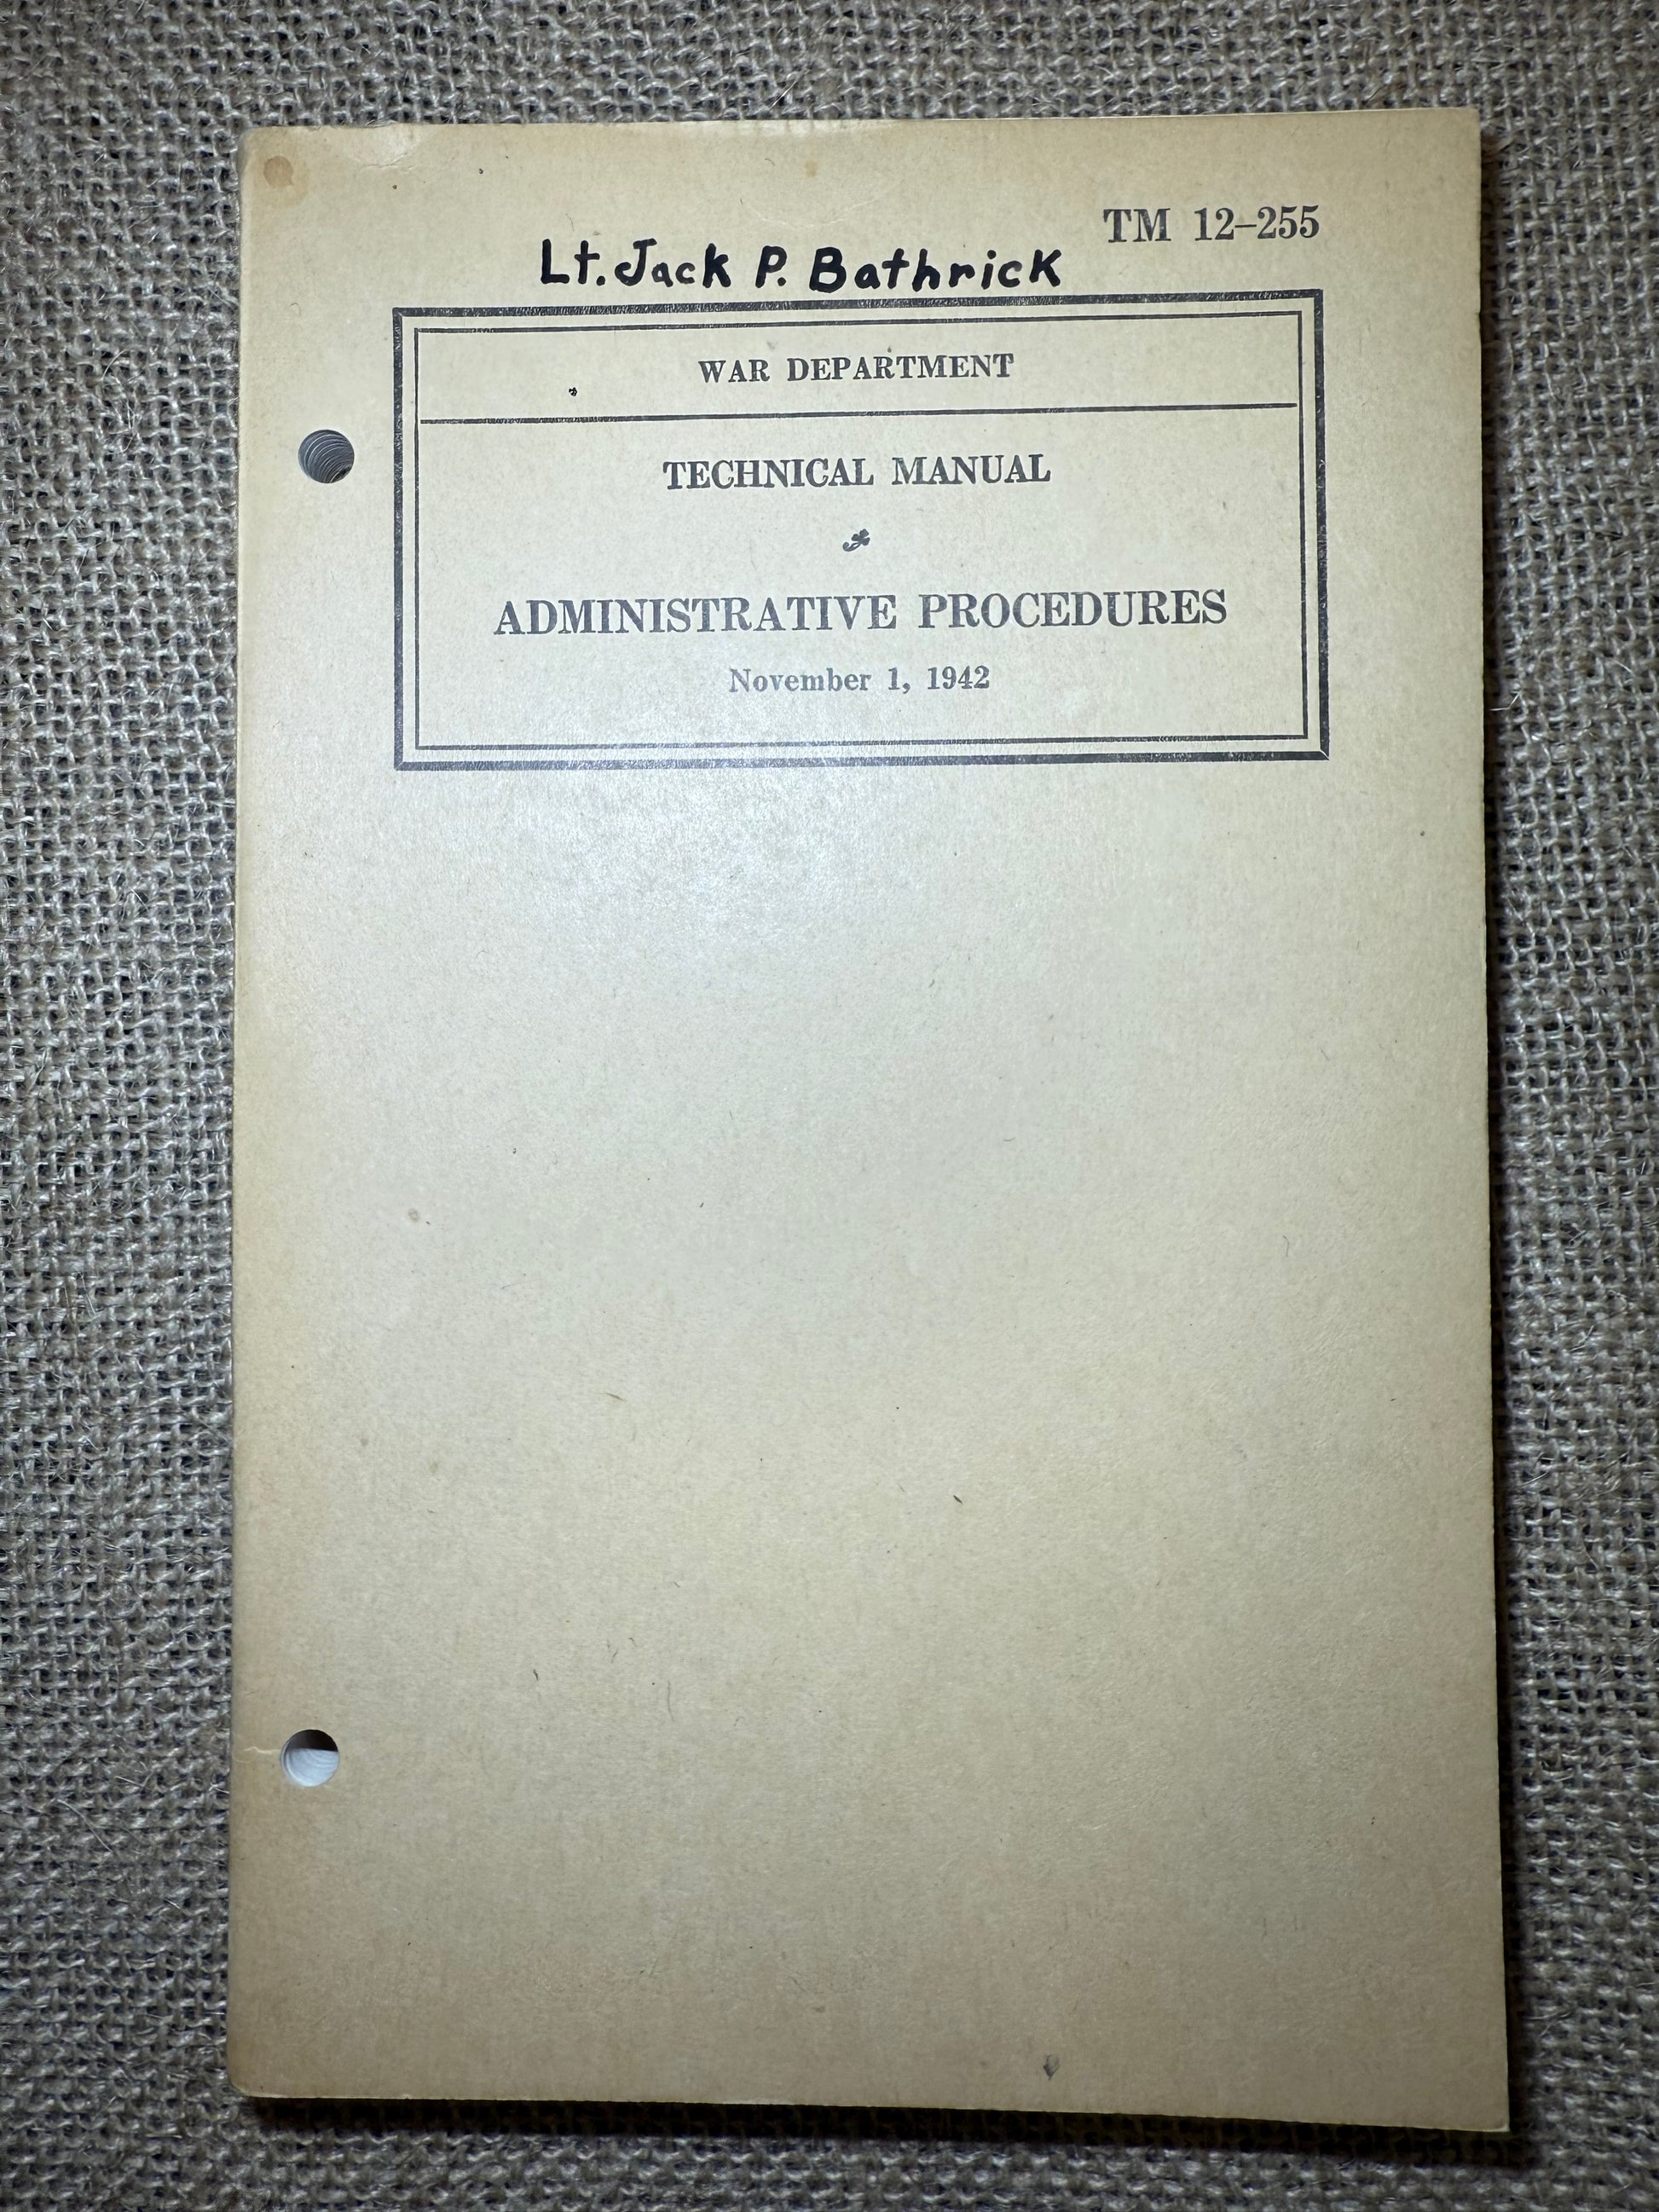 TM 12–255
Lt. Jack P. Bathrick
WAR DEPARTMENT
TECHNICAL MANUAL
ADMINISTRATIVE PROCEDURES
November 1, 1942